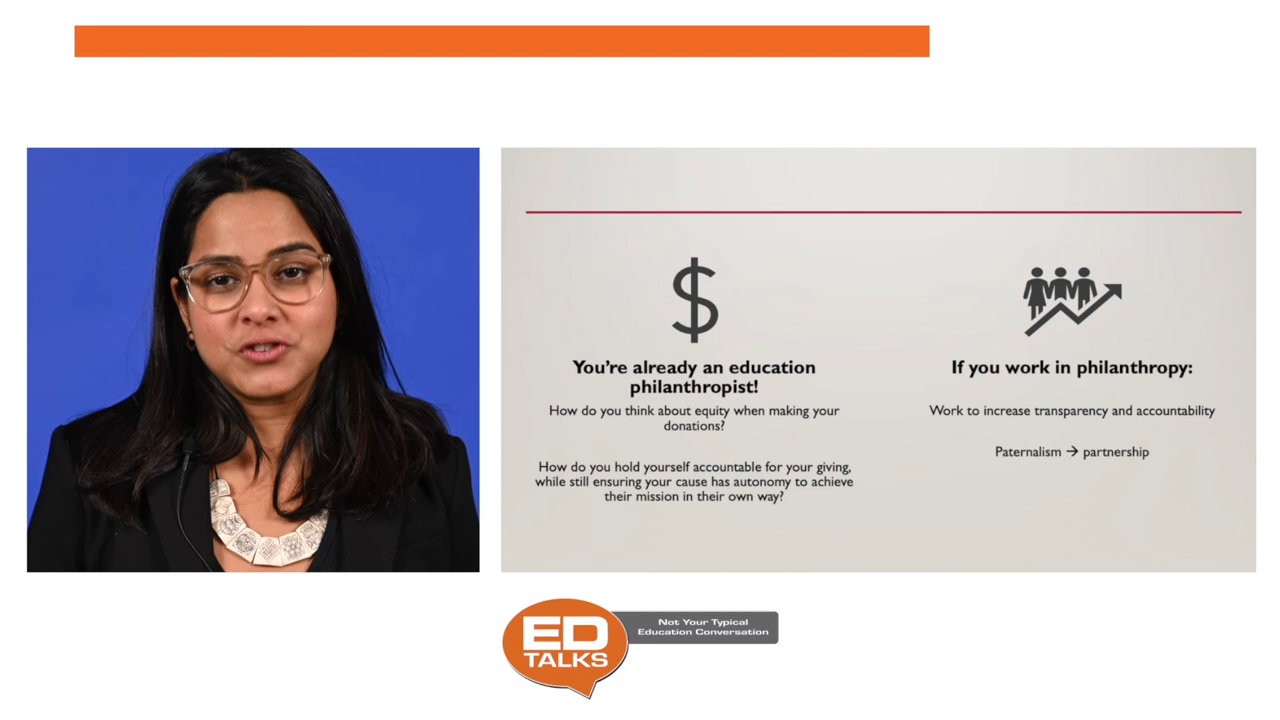 $
You’re already an education
philanthropist!
How do you think about equity when making your
donations?
How do you hold yourself accountable for your giving,
while still ensuring your cause has autonomy to achieve
their mission in their own way?
If you work in philanthropy:
Work to increase transparency and accountability
Paternalism → partnership
ED
TALKS
Not Your Typical
Education Conversation